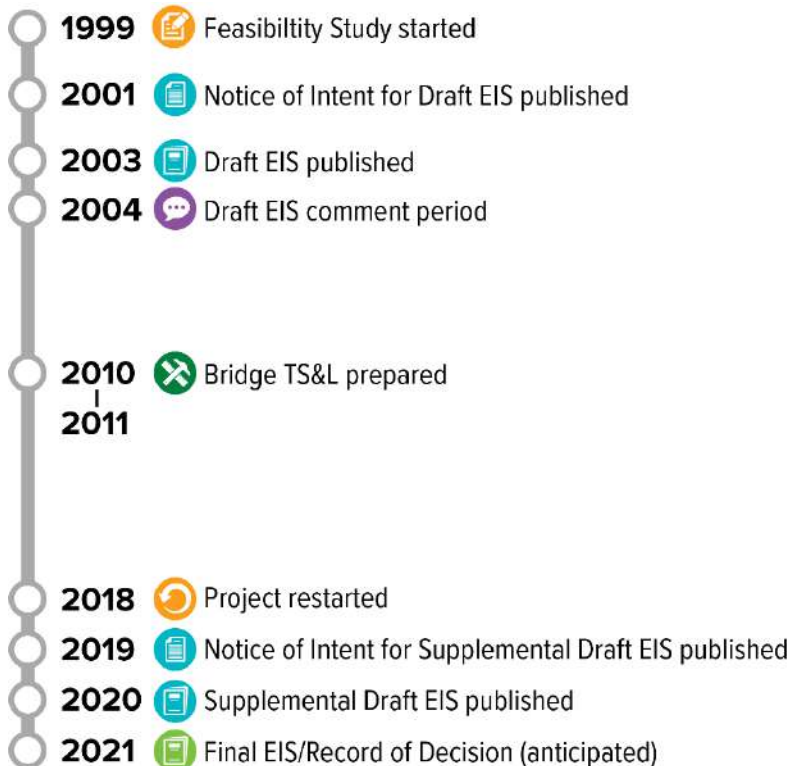 1999 Feasibiltity Study started
2001 Notice of Intent for Draft EIS published
2003 Draft EIS published
2004 Draft EIS comment period
2010 Bridge TS&L prepared
2011
2018 Project restarted
2019 Notice of Intent for Supplemental Draft EIS published
2020 Supplemental Draft EIS published
2021 Final EIS/Record of Decision (anticipated)